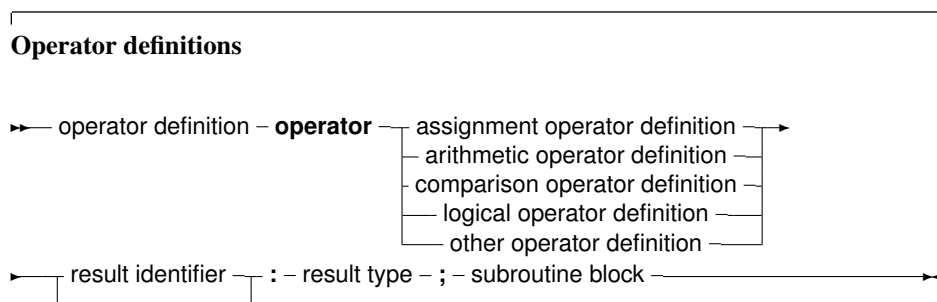 Operator definitions
operator definition operator assignment operator definition
arithmetic operator definition
comparison operator definition
logical operator definition
other operator definition
result identifier : result type ; subroutine block